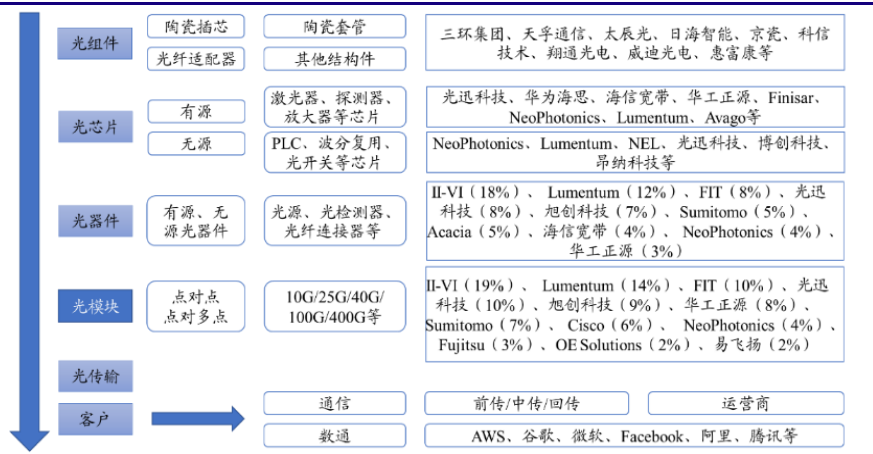 光组件
陶瓷插芯
陶瓷套管
光纤适配器
其他结构件
三环集团、天孚通信、太辰光、日海智能、京瓷、科信
技术、翔通光电、威迪光电、惠富康等
光芯片
有源
激光器、探测器、
放大器等芯片
光迅科技、华为海思、海信宽带、华工正源、Finisar、
NeoPhotonics、Lumentum、Avago等
无源
PLC、波分复用、
光开关等芯片
NeoPhotonics、Lumentum、NEL、光迅科技、博创科技、
昂纳科技等
光器件
有源、无
源光器件
光源、光检测器、
光纤连接器等
II-VI（18%）、 Lumentum（12%）、FIT（8%）、光迅
科技（8%）、旭创科技（7%）、Sumitomo（5%）、
Acacia（5%）、海信宽带（4%）、 NeoPhotonics（4%）、
华工正源（3%）
光模块
点对点
点对多点
10G/25G/40G/
100G/400G等
II-VI（19%）、 Lumentum（14%）、FIT（10%）、光迅
科技（10%）、旭创科技（9%）、华工正源（8%）、
Sumitomo（7%）、 Cisco（6%）、 NeoPhotonics（4%）、
Fujitsu（3%）、OE Solutions（2%）、易飞扬（2%）
光传输
客户
通信
前传/中传/回传
运营商
数通
AWS、谷歌、微软、Facebook、阿里、腾讯等